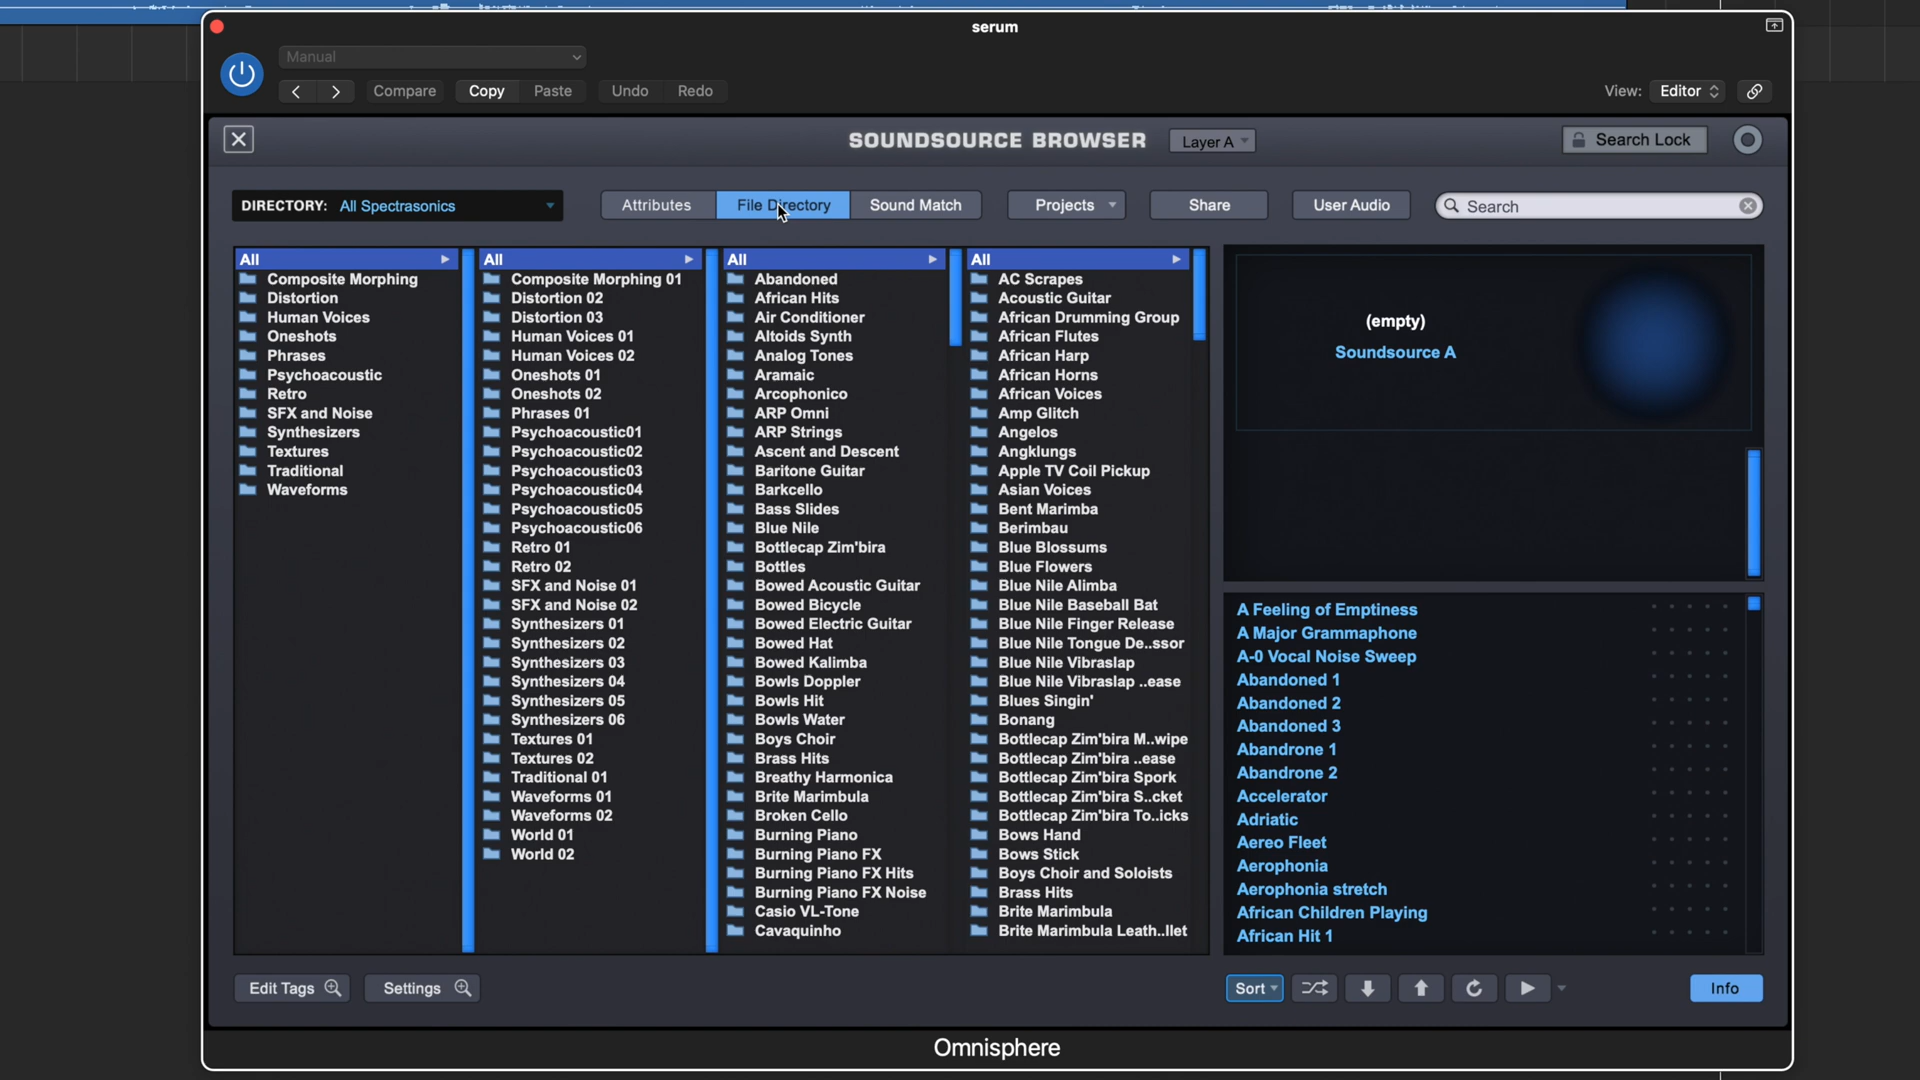 serum
Manual
Compare
Copy
Paste
Undo
Redo
View:
Editor
SOUNDSOURCE BROWSER
Layer A
Search Lock
DIRECTORY: All Spectrasonics
Attributes
File Directory
Sound Match
Projects
Share
User Audio
Search
All
Composite Morphing
Distortion
Human Voices
Oneshots
Phrases
Psychoacoustic
Retro
SFX and Noise
Synthesizers
Textures
Traditional
Waveforms
All
Composite Morphing 01
Distortion 02
Distortion 03
Human Voices 01
Human Voices 02
Oneshots 01
Oneshots 02
Phrases 01
Psychoacoustic01
Psychoacoustic02
Psychoacoustic03
Psychoacoustic04
Psychoacoustic05
Psychoacoustic06
Retro 01
Retro 02
SFX and Noise 01
SFX and Noise 02
Synthesizers 01
Synthesizers 02
Synthesizers 03
Synthesizers 04
Synthesizers 05
Synthesizers 06
Textures 01
Textures 02
Traditional 01
Waveforms 01
Waveforms 02
World 01
World 02
All
Abandoned
African Hits
Air Conditioner
Altoids Synth
Analog Tones
Aramaic
Arcophonico
ARP Omni
ARP Strings
Ascent and Descent
Baritone Guitar
Barkcello
Bass Slides
Blue Nile
Bottlecap Zim'bira
Bottles
Bowed Acoustic Guitar
Bowed Bicycle
Bowed Electric Guitar
Bowed Hat
Bowed Kalimba
Bowls Doppler
Bowls Hit
Bowls Water
Boys Choir
Brass Hits
Breathy Harmonica
Brite Marimbula
Broken Cello
Burning Piano
Burning Piano FX
Burning Piano FX Hits
Burning Piano FX Noise
Casio VL-Tone
Cavaquinho
All
AC Scrapes
Acoustic Guitar
African Drumming Group
African Flutes
African Harp
African Horns
African Voices
Amp Glitch
Angelos
Angklungs
Apple TV Coil Pickup
Asian Voices
Bent Marimba
Berimbau
Blue Blossums
Blue Flowers
Blue Nile Alimba
Blue Nile Baseball Bat
Blue Nile Finger Release
Blue Nile Tongue De..ssor
Blue Nile Vibraslap
Blue Nile Vibraslap ..ease
Blues Singin'
Bonang
Bottlecap Zim'bira M..wipe
Bottlecap Zim'bira ..ease
Bottlecap Zim'bira Spork
Bottlecap Zim'bira S..cket
Bottlecap Zim'bira To..icks
Bows Hand
Bows Stick
Boys Choir and Soloists
Brass Hits
Brite Marimbula
Brite Marimbula Leath..llet
(empty)
Soundsource A
A Feeling of Emptiness
A Major Grammaphone
A-0 Vocal Noise Sweep
Abandoned 1
Abandoned 2
Abandoned 3
Abandrone 1
Abandrone 2
Accelerator
Adriatic
Aereo Fleet
Aerophonia
Aerophonia stretch
African Children Playing
African Hit 1
Edit Tags
Settings
Sort
Info
Omnisphere